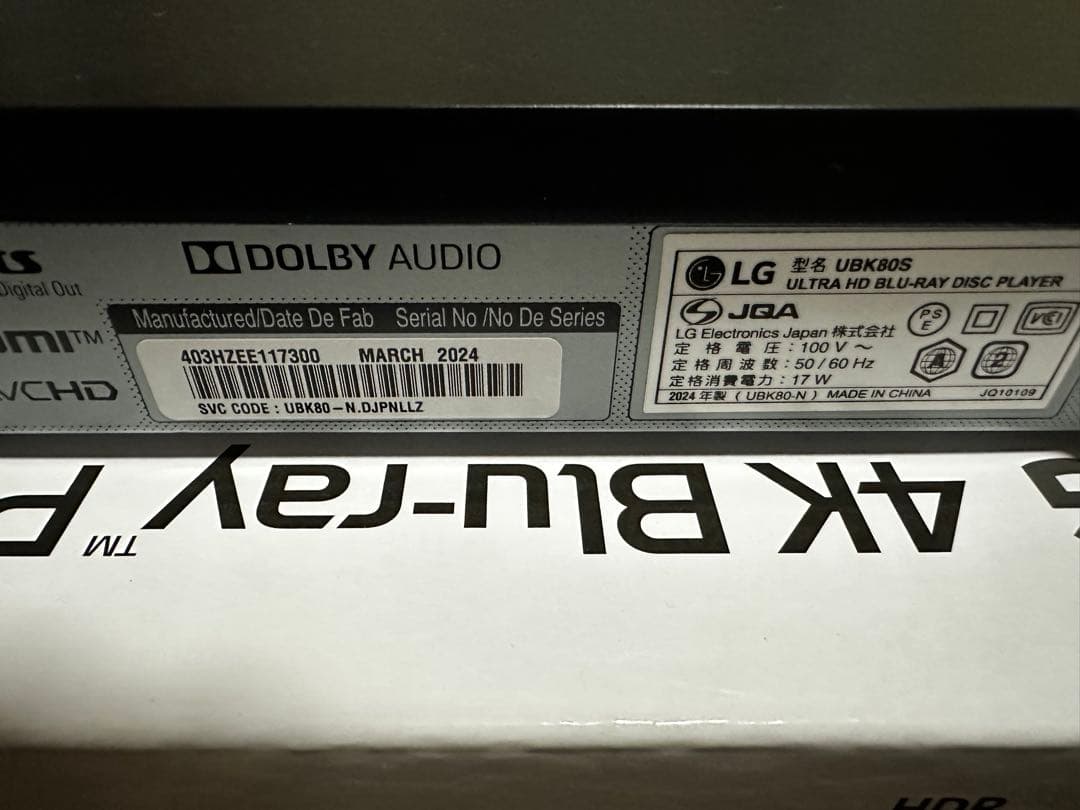 DOLBY AUDIO
Digital Out
Manufactured/Date De Fab Serial No /No De Series
403HZEE117300 MARCH 2024
SVC CODE : UBK80-N.DJPNLLZ
LG 型名 UBK80S
ULTRA HD BLU-RAY DISC PLAYER
JQA
PS
E
LG Electronics Japan 株式会社
定格電圧 : 100 V ～
定格周波数 : 50 / 60 Hz
定格消費電力 : 17 W
A
2
2024 年製 ( UBK80-N ) MADE IN CHINA JQ10109
4K Blu-ray
TM
HDR